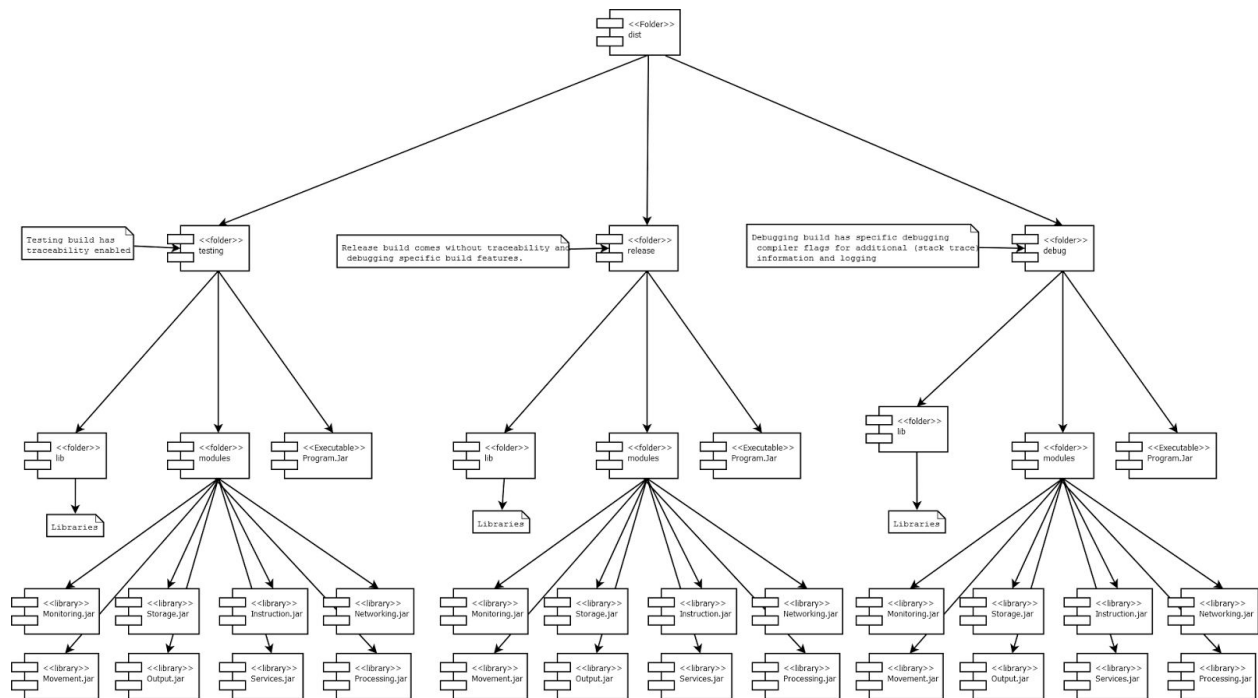 <<Folder>>
dist
Testing build has
traceability enabled
<<folder>>
testing
Release build comes without traceability and
debugging specific build features.
<<folder>>
release
Debugging build has specific debugging
compiler flags for additional (stack trace)
information and logging
<<folder>>
debug
<<folder>>
lib
<<folder>>
modules
<<Executable>>
Program.Jar
<<folder>>
lib
<<folder>>
modules
<<Executable>>
Program.Jar
<<folder>>
lib
<<folder>>
modules
<<Executable>>
Program.Jar
Libraries
Libraries
Libraries
<<library>>
Monitoring.jar
<<library>>
Storage.jar
<<library>>
Instruction.jar
<<library>>
Networking.jar
<<library>>
Monitoring.jar
<<library>>
Storage.jar
<<library>>
Instruction.jar
<<library>>
Networking.jar
<<library>>
Monitoring.jar
<<library>>
Storage.jar
<<library>>
Instruction.jar
<<library>>
Networking.jar
<<library>>
Movement.jar
<<library>>
Output.jar
<<library>>
Services.jar
<<library>>
Processing.jar
<<library>>
Movement.jar
<<library>>
Output.jar
<<library>>
Services.jar
<<library>>
Processing.jar
<<library>>
Movement.jar
<<library>>
Output.jar
<<library>>
Services.jar
<<library>>
Processing.jar